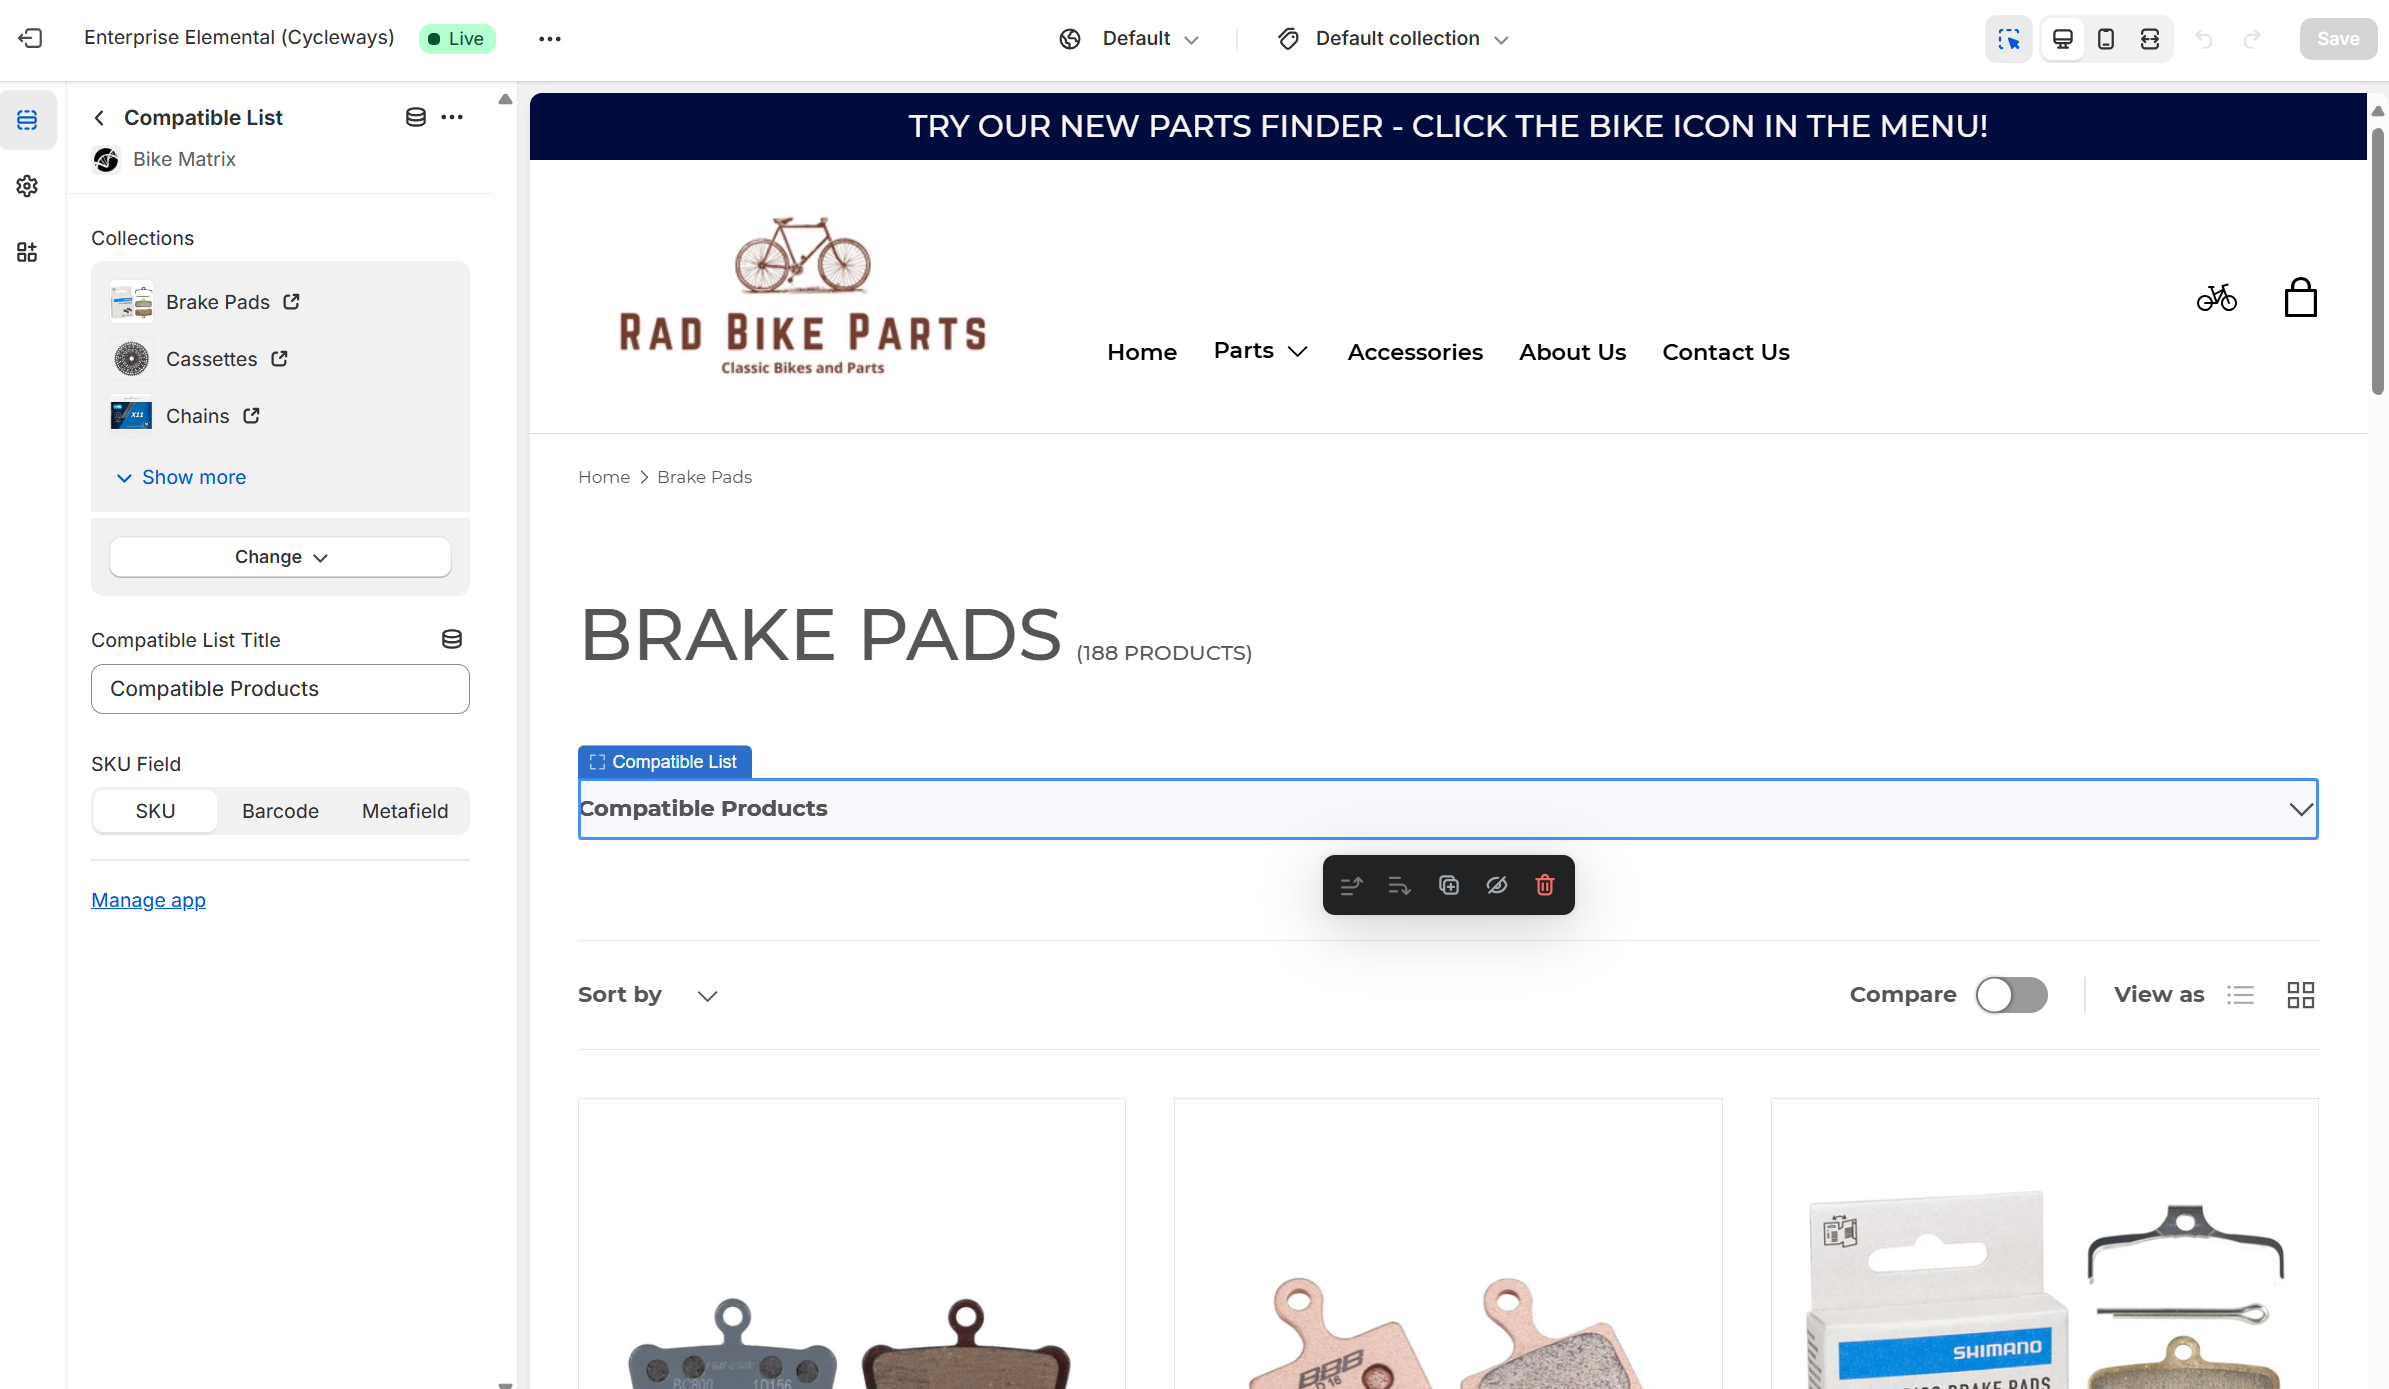 Enterprise Elemental (Cycleways)
Live
Default
Default collection
Save
Compatible List
Bike Matrix
Collections
Brake Pads
Cassettes
Chains
Show more
Change
Compatible List Title
Compatible Products
SKU Field
SKU
Barcode
Metafield
Manage app
TRY OUR NEW PARTS FINDER - CLICK THE BIKE ICON IN THE MENU!
RAD BIKE PARTS
Classic Bikes and Parts
Home
Parts
Accessories
About Us
Contact Us
Home > Brake Pads
BRAKE PADS (188 PRODUCTS)
Compatible List
Compatible Products
Sort by
Compare
View as
BBB
SHIMANO
BRAKE PADS